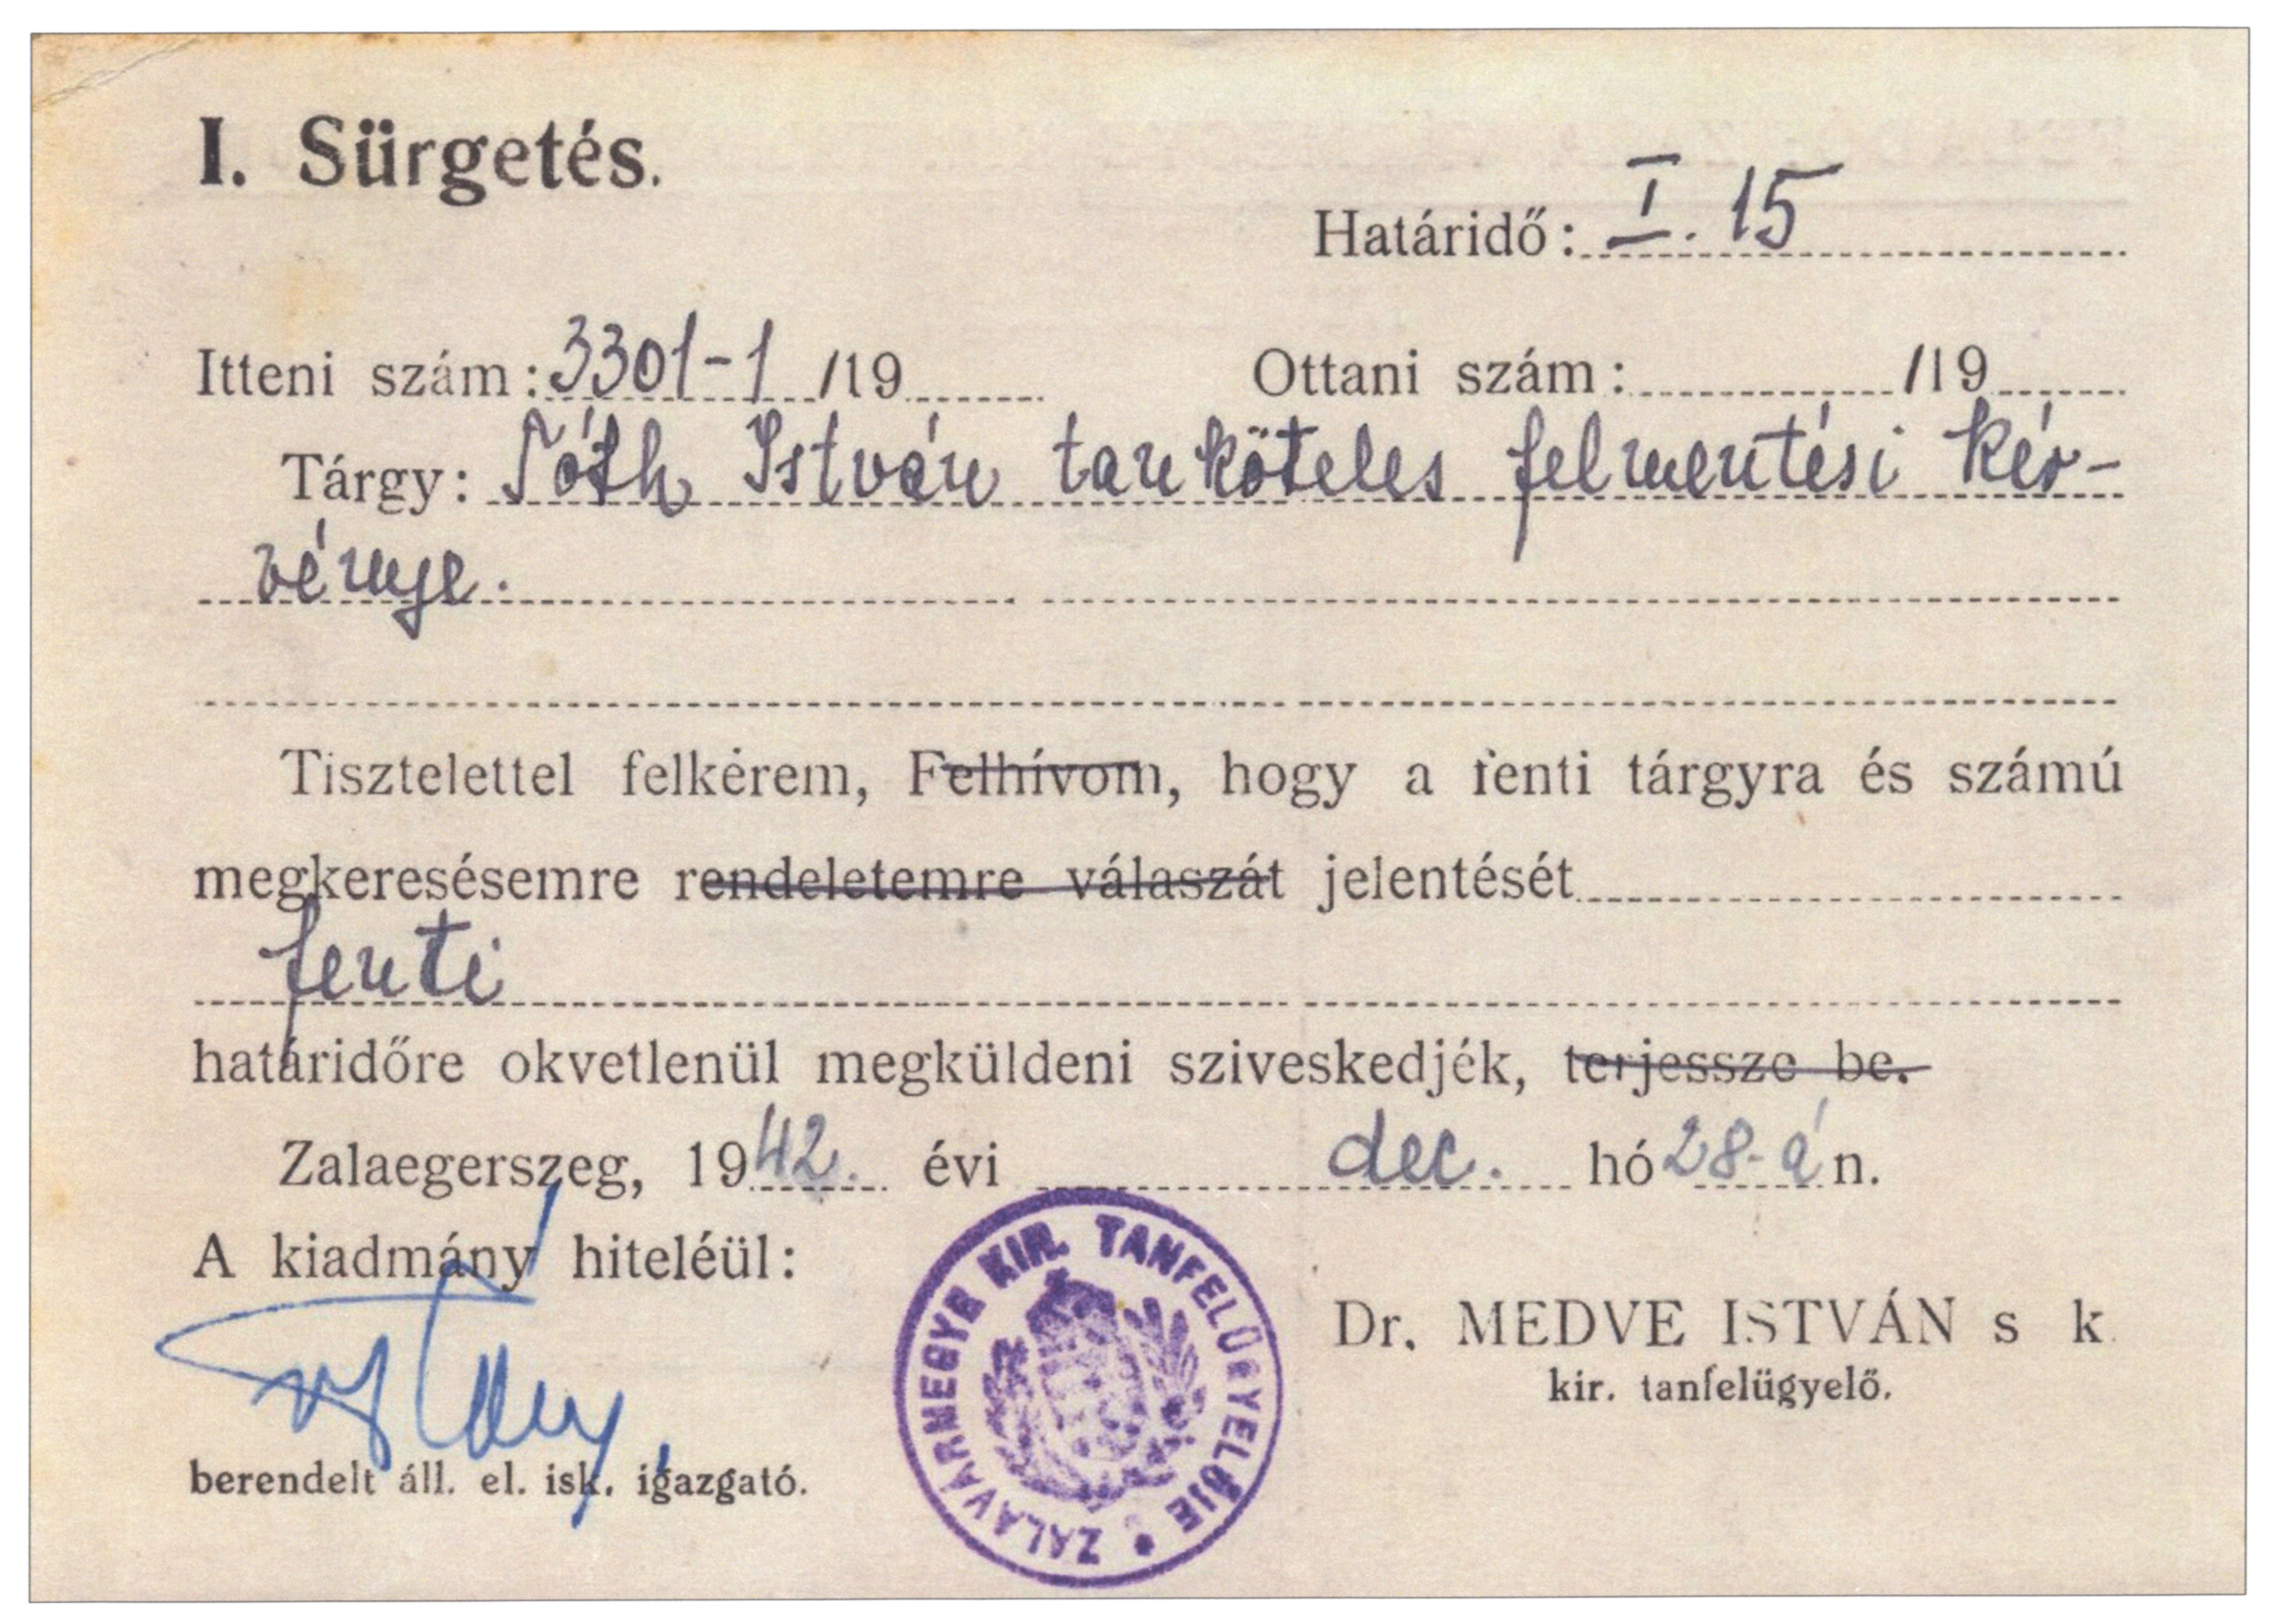 I. Sürgetés.
Határidő: I. 15
Itteni szám: 3301-1 /19 Ottani szám: /19
Tárgy: Tóth István tanköteles felmentési kér-
vénye.
Tisztelettel felkérem, Felhívom, hogy a fenti tárgyra és számú
megkeresésemre rendeletemre válaszát jelentését
fenti
határidőre okvetlenül megküldeni sziveskedjék, terjessze be.
Zalaegerszeg, 1942. évi dec. hó 28-án.
A kiadmány hiteléül:
Dr. MEDVE ISTVÁN s k.
kir. tanfelügyelő.
berendelt áll. el. isk. igazgató.
ZALAVÁRMEGYE KIR. TANFELÜGYELŐJE